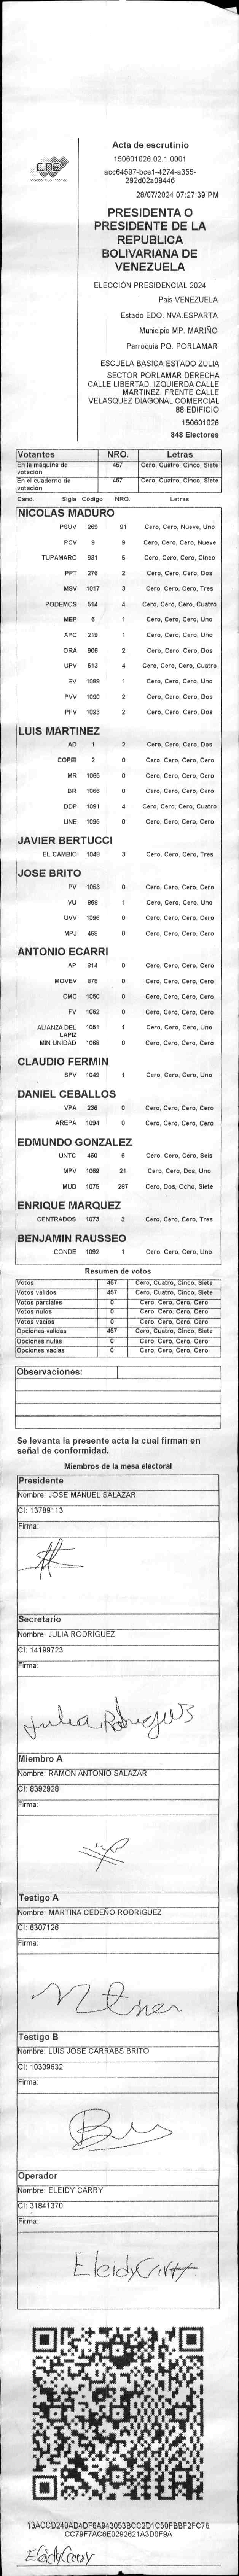 CNE
Acta de escrutinio
150601026.02.1.0001
acc64597-bce1-4274-a355-
292d02a09446
28/07/2024 07:27:39 PM
PRESIDENTA O
PRESIDENTE DE LA
REPUBLICA
BOLIVARIANA DE
VENEZUELA
ELECCIÓN PRESIDENCIAL 2024
Pais VENEZUELA
Estado EDO. NVA.ESPARTA
Municipio MP. MARIÑO
Parroquia PQ. PORLAMAR
ESCUELA BASICA ESTADO ZULIA
SECTOR PORLAMAR DERECHA
CALLE LIBERTAD. IZQUIERDA CALLE
MARTINEZ. FRENTE CALLE
VELASQUEZ DIAGONAL COMERCIAL
88 EDIFICIO
150601026
848 Electores
Votantes NRO. Letras
En la máquina de votación 457 Cero, Cuatro, Cinco, Siete
En el cuaderno de votación 457 Cero, Cuatro, Cinco, Siete
Cand. Sigla Código NRO. Letras
NICOLAS MADURO
PSUV 269 91 Cero, Cero, Nueve, Uno
PCV 9 9 Cero, Cero, Cero, Nueve
TUPAMARO 931 5 Cero, Cero, Cero, Cinco
PPT 276 2 Cero, Cero, Cero, Dos
MSV 1017 3 Cero, Cero, Cero, Tres
PODEMOS 514 4 Cero, Cero, Cero, Cuatro
MEP 6 1 Cero, Cero, Cero, Uno
APC 219 1 Cero, Cero, Cero, Uno
ORA 906 2 Cero, Cero, Cero, Dos
UPV 513 4 Cero, Cero, Cero, Cuatro
EV 1089 1 Cero, Cero, Cero, Uno
PVV 1090 2 Cero, Cero, Cero, Dos
PFV 1093 2 Cero, Cero, Cero, Dos
LUIS MARTINEZ
AD 1 2 Cero, Cero, Cero, Dos
COPEI 2 0 Cero, Cero, Cero, Cero
MR 1065 0 Cero, Cero, Cero, Cero
BR 1066 0 Cero, Cero, Cero, Cero
DDP 1091 4 Cero, Cero, Cero, Cuatro
UNE 1095 0 Cero, Cero, Cero, Cero
JAVIER BERTUCCI
EL CAMBIO 1048 3 Cero, Cero, Cero, Tres
JOSE BRITO
PV 1053 0 Cero, Cero, Cero, Cero
VU 868 1 Cero, Cero, Cero, Uno
UVV 1096 0 Cero, Cero, Cero, Cero
MPJ 458 0 Cero, Cero, Cero, Cero
ANTONIO ECARRI
AP 814 0 Cero, Cero, Cero, Cero
MOVEV 878 0 Cero, Cero, Cero, Cero
CMC 1050 0 Cero, Cero, Cero, Cero
FV 1062 0 Cero, Cero, Cero, Cero
ALIANZA DEL LAPIZ 1051 1 Cero, Cero, Cero, Uno
MIN UNIDAD 1068 0 Cero, Cero, Cero, Cero
CLAUDIO FERMIN
SPV 1049 1 Cero, Cero, Cero, Uno
DANIEL CEBALLOS
VPA 236 0 Cero, Cero, Cero, Cero
AREPA 1094 0 Cero, Cero, Cero, Cero
EDMUNDO GONZALEZ
UNTC 460 6 Cero, Cero, Cero, Seis
MPV 1069 21 Cero, Cero, Dos, Uno
MUD 1075 287 Cero, Dos, Ocho, Siete
ENRIQUE MARQUEZ
CENTRADOS 1073 3 Cero, Cero, Cero, Tres
BENJAMIN RAUSSEO
CONDE 1092 1 Cero, Cero, Cero, Uno
Resumen de votos
Votos 457 Cero, Cuatro, Cinco, Siete
Votos validos 457 Cero, Cuatro, Cinco, Siete
Votos parciales 0 Cero, Cero, Cero, Cero
Votos nulos 0 Cero, Cero, Cero, Cero
Votos vacios 0 Cero, Cero, Cero, Cero
Opciones validas 457 Cero, Cuatro, Cinco, Siete
Opciones nulas 0 Cero, Cero, Cero, Cero
Opciones vacias 0 Cero, Cero, Cero, Cero
Observaciones:
Se levanta la presente acta la cual firman en
señal de conformidad.
Miembros de la mesa electoral
Presidente
Nombre: JOSE MANUEL SALAZAR
CI: 13789113
Firma:
Secretario
Nombre: JULIA RODRIGUEZ
CI: 14199723
Firma:
Julia Rodriguez
Miembro A
Nombre: RAMON ANTONIO SALAZAR
CI: 8392928
Firma:
Testigo A
Nombre: MARTINA CEDEÑO RODRIGUEZ
CI: 6307126
Firma:
Testigo B
Nombre: LUIS JOSE CARRABS BRITO
CI: 10309632
Firma:
Operador
Nombre: ELEIDY CARRY
CI: 31841370
Firma:
Eleidy Carry
13ACCD240AD4DF6A943053BCC2D1C50FBBF2FC76
CC79F7AC6E0292621A3D0F9A
Eleidy Carry